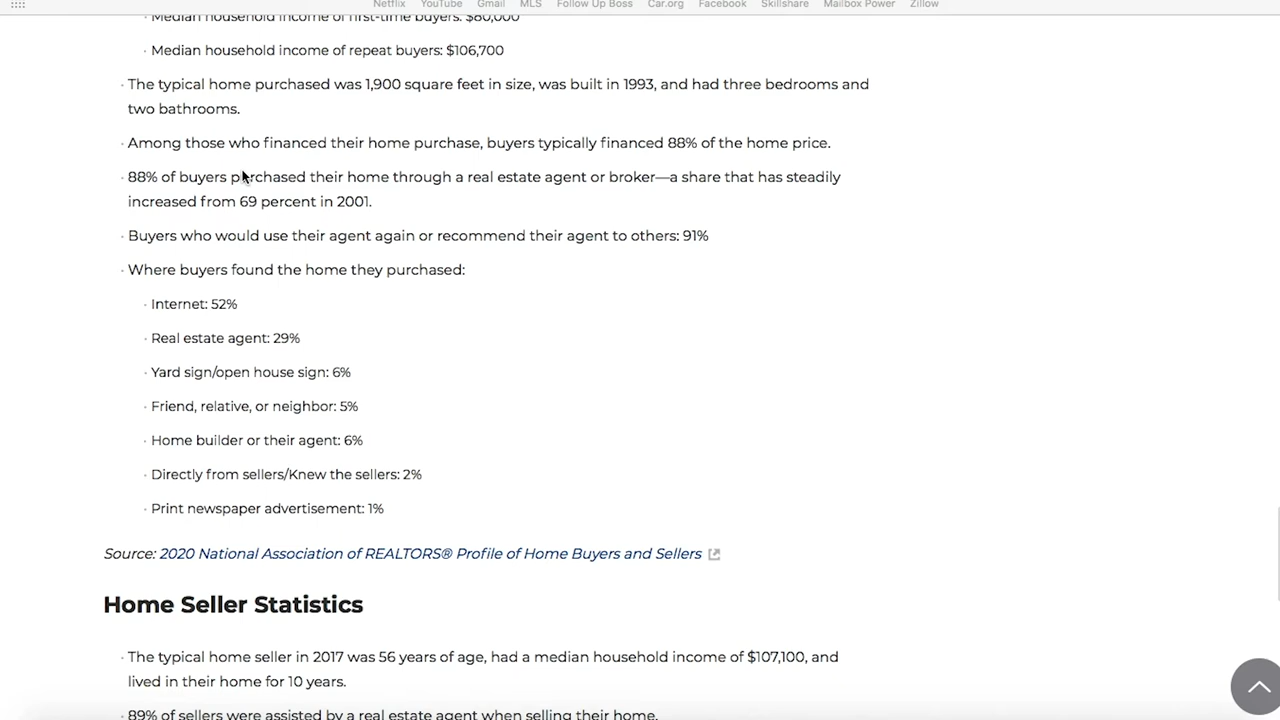 Netflix YouTube Gmail MLS Follow Up Boss Car.org Facebook Skillshare Mailbox Power Zillow
· Median household income of first-time buyers: $80,000
· Median household income of repeat buyers: $106,700
· The typical home purchased was 1,900 square feet in size, was built in 1993, and had three bedrooms and
two bathrooms.
· Among those who financed their home purchase, buyers typically financed 88% of the home price.
· 88% of buyers purchased their home through a real estate agent or broker—a share that has steadily
increased from 69 percent in 2001.
· Buyers who would use their agent again or recommend their agent to others: 91%
· Where buyers found the home they purchased:
· Internet: 52%
· Real estate agent: 29%
· Yard sign/open house sign: 6%
· Friend, relative, or neighbor: 5%
· Home builder or their agent: 6%
· Directly from sellers/Knew the sellers: 2%
· Print newspaper advertisement: 1%
Source: 2020 National Association of REALTORS® Profile of Home Buyers and Sellers
Home Seller Statistics
· The typical home seller in 2017 was 56 years of age, had a median household income of $107,100, and
lived in their home for 10 years.
· 89% of sellers were assisted by a real estate agent when selling their home.